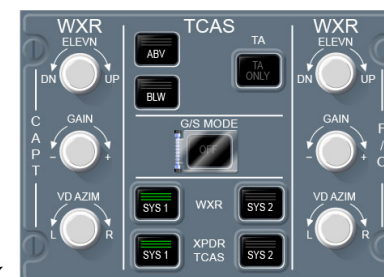 WXR
ELEVN
DN
UP
TCAS
ABV
BLW
TA
TA
ONLY
WXR
ELEVN
DN
UP
CAPT
GAIN
-
+
G/S MODE
OFF
GAIN
-
+
VD AZIM
L
R
SYS 1
WXR
SYS 2
VD AZIM
L
R
SYS 1
XPDR
TCAS
SYS 2